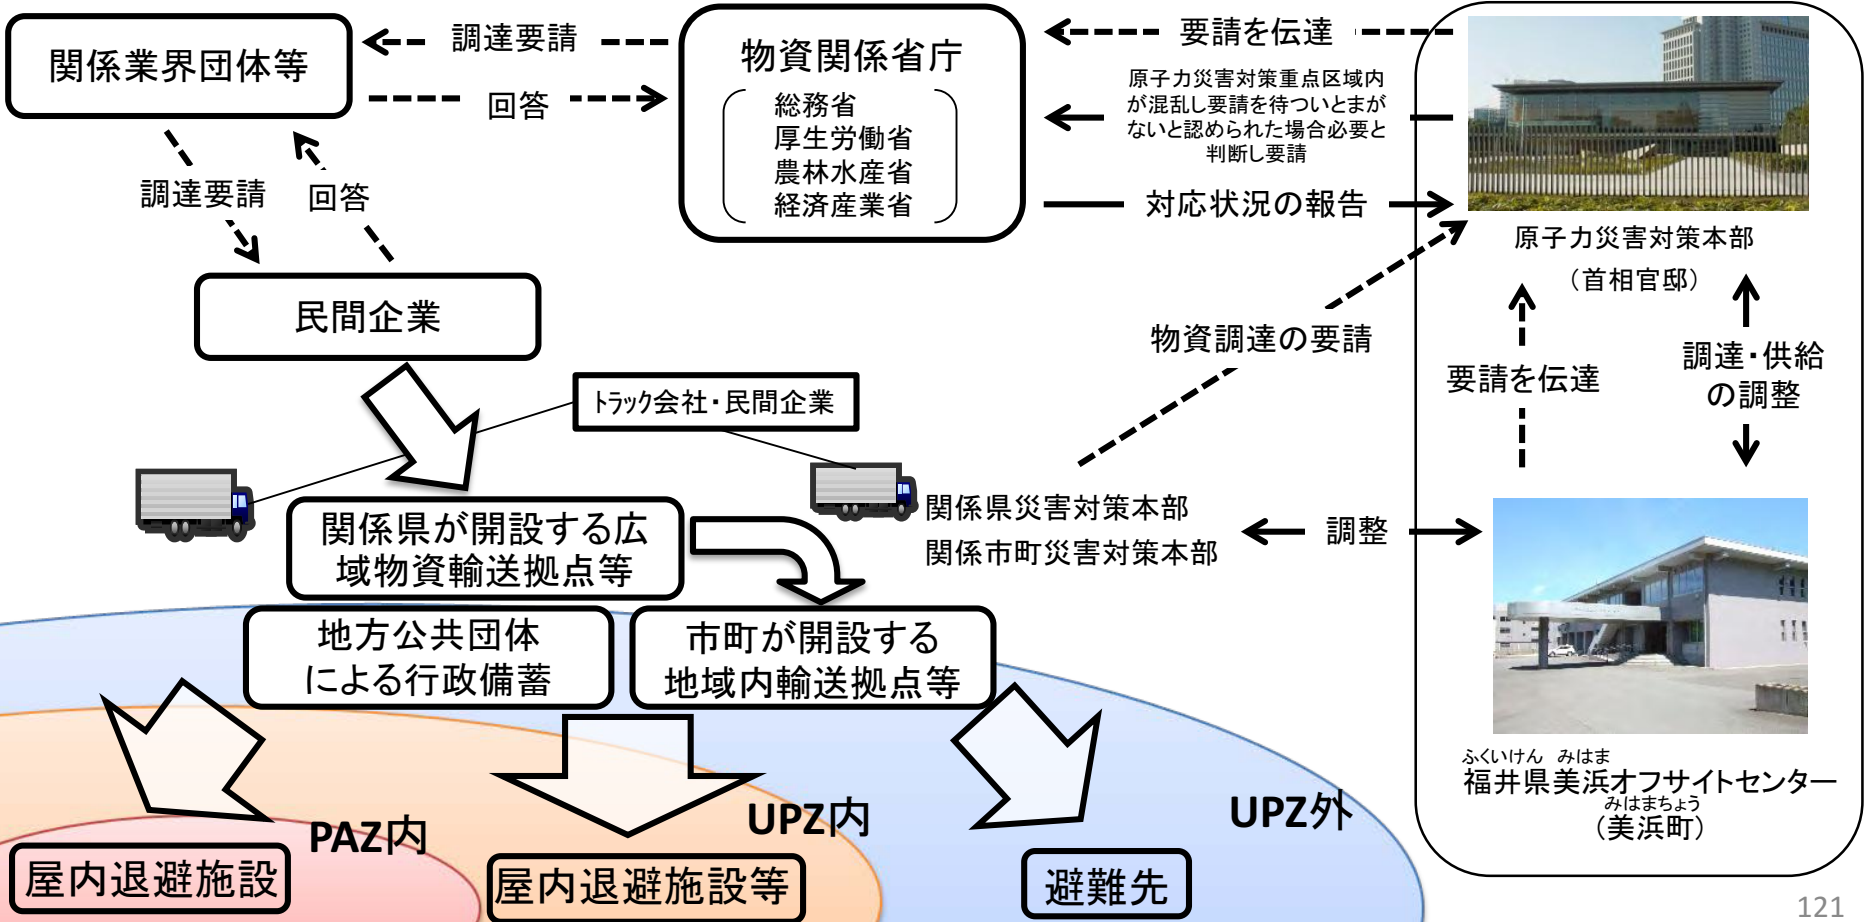 関係業界団体等
調達要請
回答
物資関係省庁
総務省
厚生労働省
農林水産省
経済産業省
要請を伝達
原子力災害対策重点区域内
が混乱し要請を待ついとまが
ないと認められた場合必要と
判断し要請
対応状況の報告
原子力災害対策本部
（首相官邸）
調達要請
回答
民間企業
物資調達の要請
要請を伝達
調達・供給
の調整
トラック会社・民間企業
関係県が開設する広
域物資輸送拠点等
関係県災害対策本部
関係市町災害対策本部
調整
地方公共団体
による行政備蓄
市町が開設する
地域内輸送拠点等
ふくいけん みはま
福井県美浜オフサイトセンター
みはまちょう
（美浜町）
PAZ内
UPZ内
UPZ外
屋内退避施設
屋内退避施設等
避難先
121